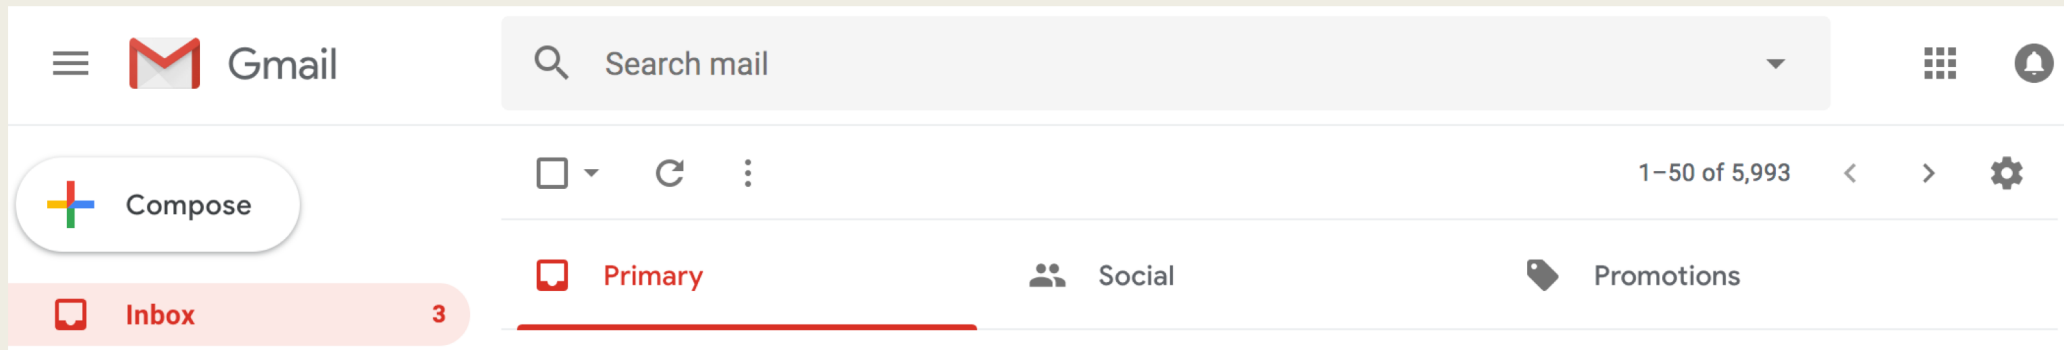 Gmail
Search mail
Compose
1–50 of 5,993
Primary
Social
Promotions
Inbox
3